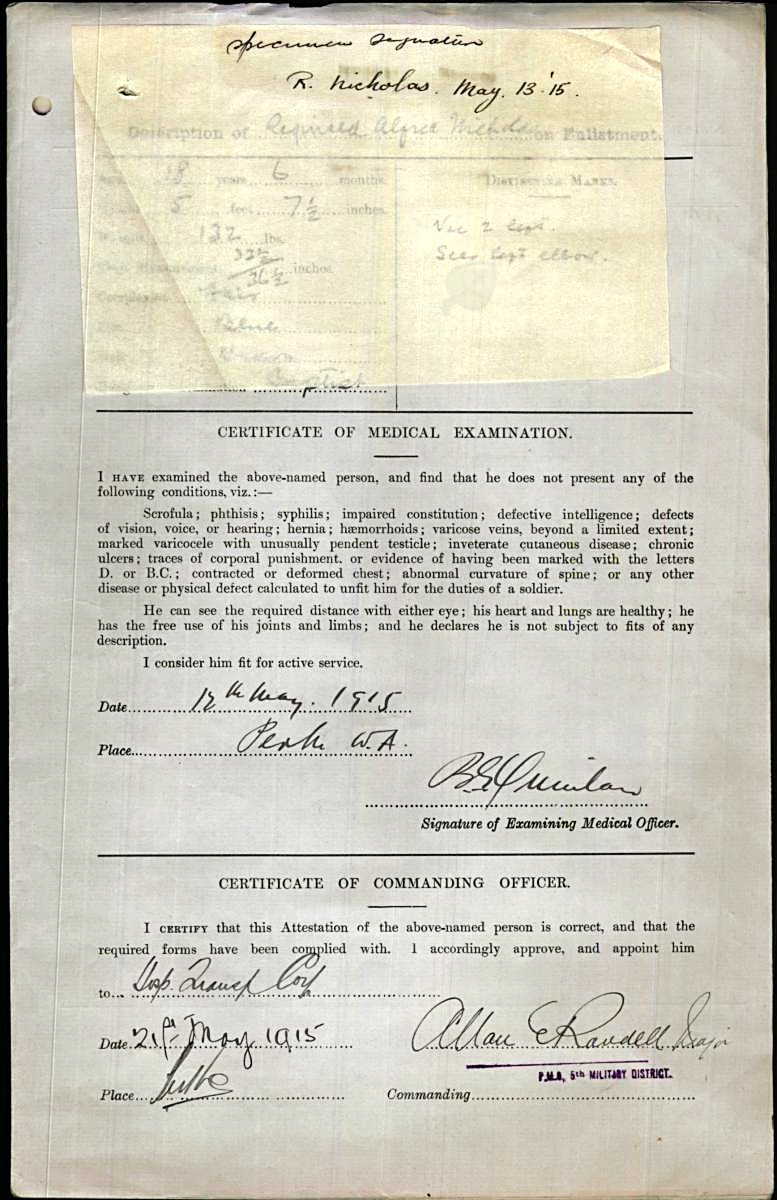 specimen signature
R. Nicholas. May. 13 '15.
Description of Reginald Alfred Nicholas on Enlistment.
18 years 6 months.
5 feet 7 ½ inches.
132 lbs.
Distinctive Marks.
Vac 2 left.
Scar left elbow.
32½
36½ inches
Complexion Fair
Blue
Baptist
CERTIFICATE OF MEDICAL EXAMINATION.
I HAVE examined the above-named person, and find that he does not present any of the
following conditions, viz.:—
Scrofula; phthisis; syphilis; impaired constitution; defective intelligence; defects
of vision, voice, or hearing; hernia; hæmorrhoids; varicose veins, beyond a limited extent;
marked varicocele with unusually pendent testicle; inveterate cutaneous disease; chronic
ulcers; traces of corporal punishment. or evidence of having been marked with the letters
D. or B.C.; contracted or deformed chest; abnormal curvature of spine; or any other
disease or physical defect calculated to unfit him for the duties of a soldier.
He can see the required distance with either eye; his heart and lungs are healthy; he
has the free use of his joints and limbs; and he declares he is not subject to fits of any
description.
I consider him fit for active service.
Date 12th May. 1915
Place Perth W.A.
B.E. Quinlan
Signature of Examining Medical Officer.
CERTIFICATE OF COMMANDING OFFICER.
I CERTIFY that this Attestation of the above-named person is correct, and that the
required forms have been complied with. I accordingly approve, and appoint him
to Hosp. Transp Corp
Date 21st May 1915
Allan E Randell Major
P.M.O, 5th MILITARY DISTRICT.
Place Perth
Commanding